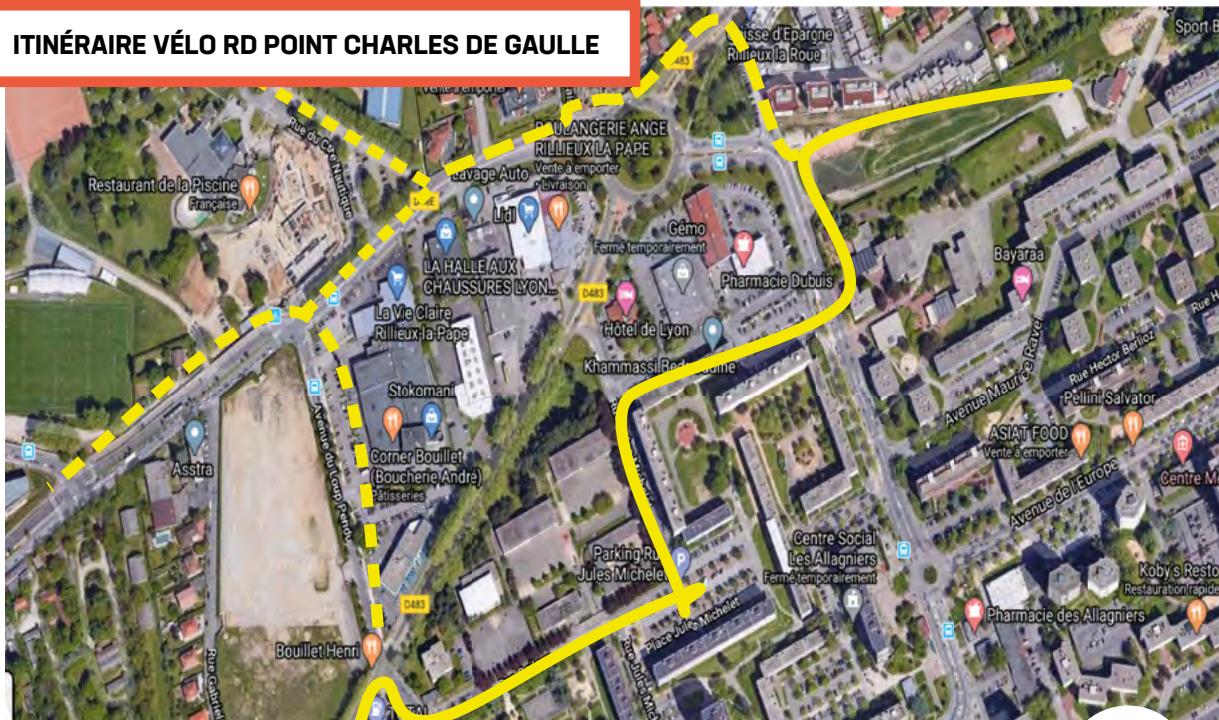 ITINÉRAIRE VÉLO RD POINT CHARLES DE GAULLE
Rillieux la Roue
Sport
D483
BOULANGERIE ANGE
RILLIEUX LA PAPE
Vente à emporter
· Livraison
Rue du Ctre Nautique
Restaurant de la Piscine
Française
Lavage Auto
Lidl
Gémo
Fermé temporairement
Pharmacie Dubuis
LA HALLE AUX
CHAUSSURES LYON...
D483
Bayaraa
La Vie Claire
Rillieux-la-Pape
Hôtel de Lyon
Khammassi
Rue Hector Berlioz
Avenue Maurice Ravel
Stokomani
Pellini Salvator
ASIAT FOOD
Vente à emporter
Corner Bouillet
(Boucherie André)
Pâtisseries
Asstra
Avenue du Loup Pendu
Avenue de l'Europe
Centre
Parking
Jules Michelet
P
Centre Social
Les Allagniers
Fermé temporairement
Koby's Resto
Restauration rapide
D483
Place Jules Michelet
Pharmacie des Allagniers
Bouillet Henri
Rue Gabriel
Rue Jules